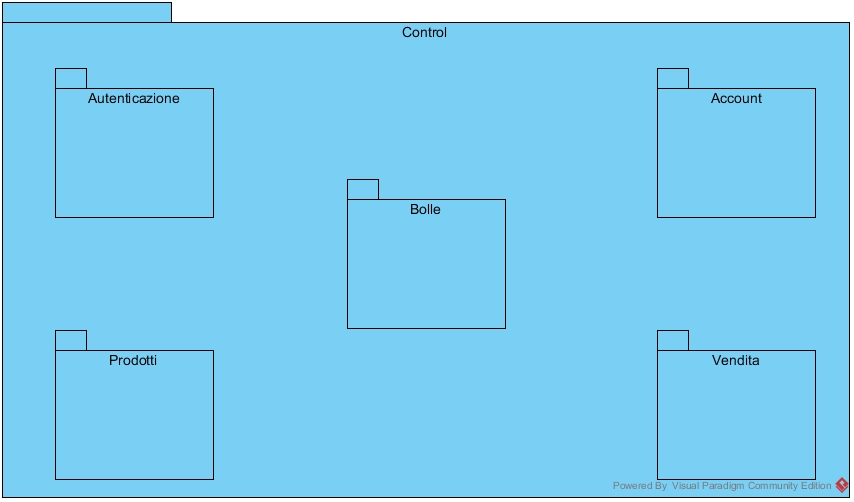 Control
Autenticazione
Account
Bolle
Prodotti
Vendita
Powered By Visual Paradigm Community Edition